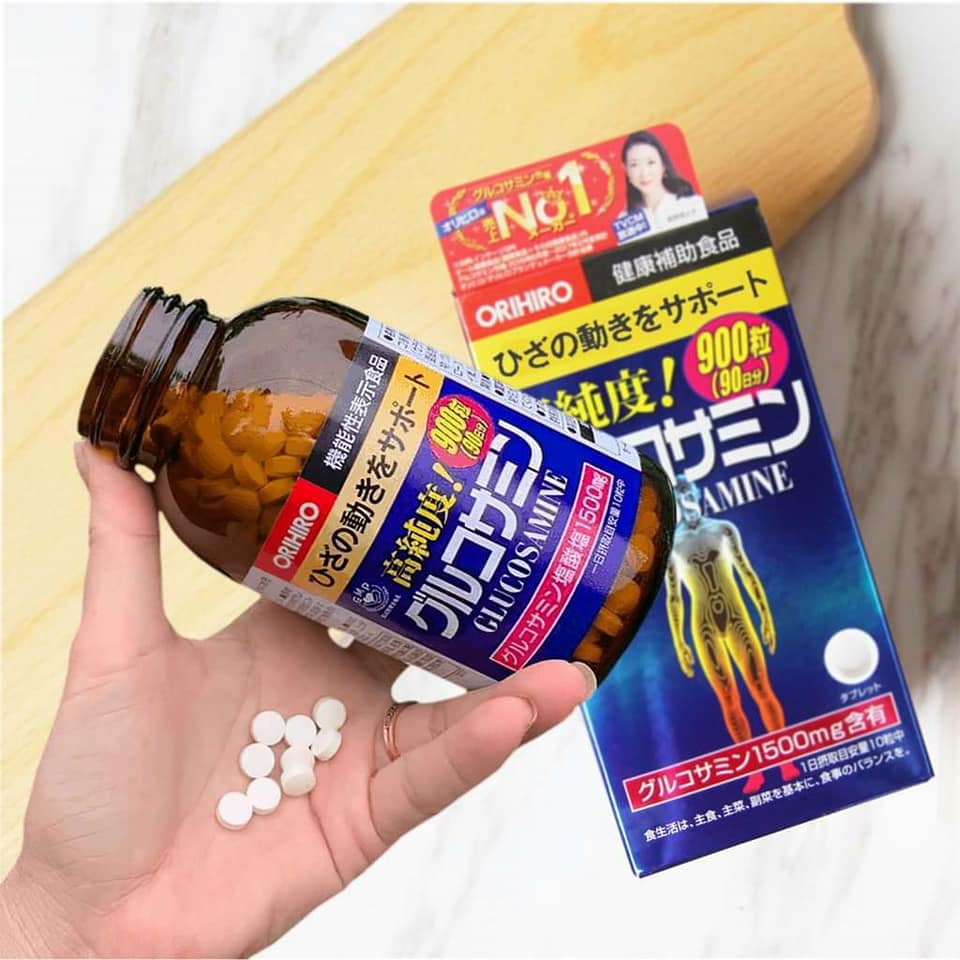 グルコサミン
オリヒロは
売上
No.1
メーカー
TVCM
放映中!
ORIHIRO
健康補助食品
ひざの動きをサポート
純度!
900粒
(90日分)
コサミン
SAMINE
タブレット
グルコサミン1500mg含有
1日摂取目安量10粒中
食生活は、主食、主菜、副菜を基本に、食事のバランスを。
ORIHIRO
機能性表示食品
ひざの動きをサポート
高純度!
900粒
(90日分)
グルコサミン
GLUCOSAMINE
GMP
グルコサミン塩酸塩1500mg
一日摂取目安量10粒中